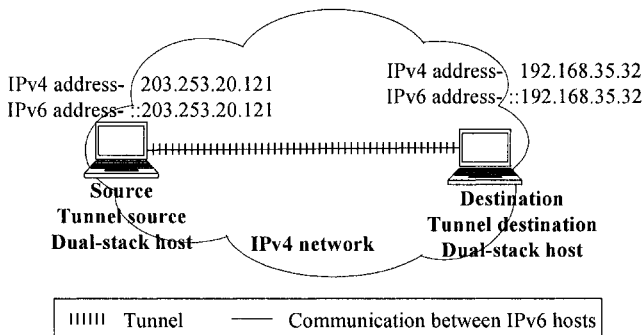 IPv4 address- 203.253.20.121
IPv6 address- ::203.253.20.121
IPv4 address- 192.168.35.32
IPv6 address- ::192.168.35.32
Source
Tunnel source
Dual-stack host
Destination
Tunnel destination
Dual-stack host
IPv4 network
Tunnel
Communication between IPv6 hosts